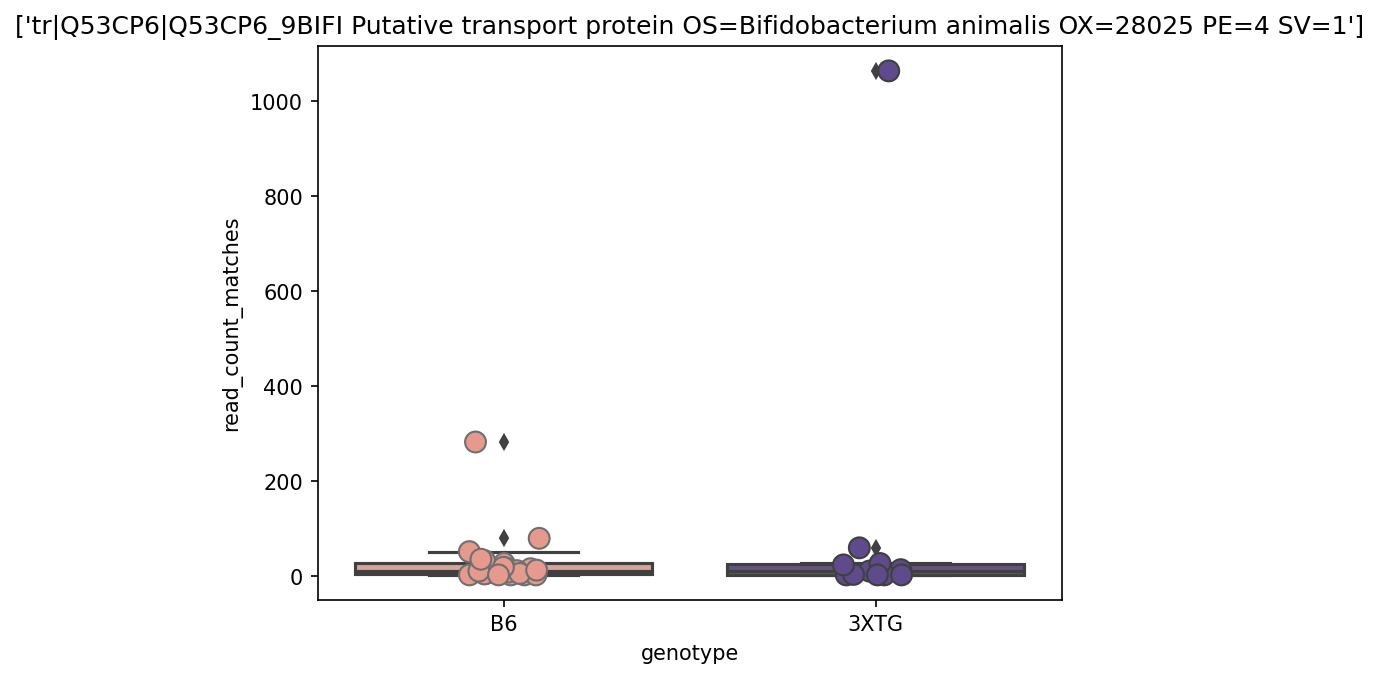 ['tr|Q53CP6|Q53CP6_9BIFI Putative transport protein OS=Bifidobacterium animalis OX=28025 PE=4 SV=1']
1000
800
600
400
200
0
read_count_matches
B6
3XTG
genotype